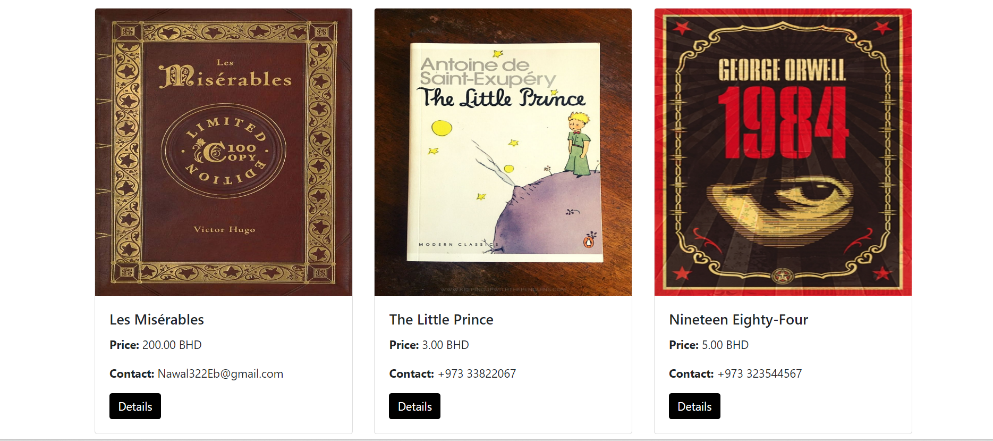 Les
Misérables
LIMITED
100
COPY
EDITION
Victor Hugo
Les Misérables
Price: 200.00 BHD
Contact: Nawal322Eb@gmail.com
Details
Antoine de
Saint-Exupéry
The Little Prince
MODERN CLASSICS
The Little Prince
Price: 3.00 BHD
Contact: +973 33822067
Details
GEORGE ORWELL
1984
Nineteen Eighty-Four
Price: 5.00 BHD
Contact: +973 323544567
Details